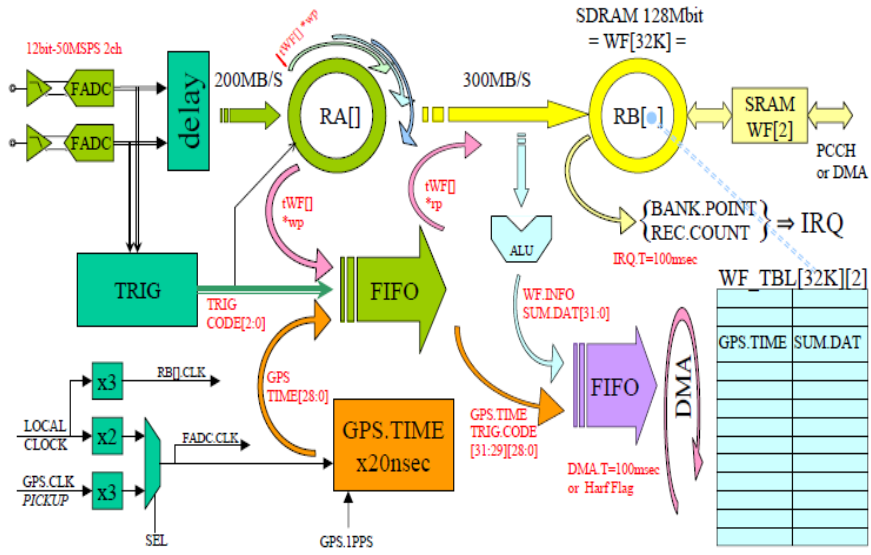 12bit-50MSPS 2ch
FADC
FADC
delay
200MB/S
tWF[] *wp
RA[]
300MB/S
SDRAM 128Mbit
= WF[32K] =
RB[ ]
SRAM
WF[2]
PCCH
or DMA
tWF[]
*wp
tWF[]
*rp
ALU
BANK.POINT
REC.COUNT
⇒ IRQ
IRQ.T=100msec
TRIG
TRIG
CODE[2:0]
FIFO
WF.INFO
SUM.DAT[31:0]
WF_TBL[32K][2]
GPS.TIME
SUM.DAT
GPS
TIME[28:0]
x3
RB[].CLK
LOCAL
CLOCK
x2
FADC.CLK
GPS.CLK
PICKUP
x3
SEL
GPS.TIME
x20nsec
GPS.1PPS
GPS.TIME
TRIG.CODE
[31:29][28:0]
FIFO
DMA
DMA.T=100msec
or Harf Flag